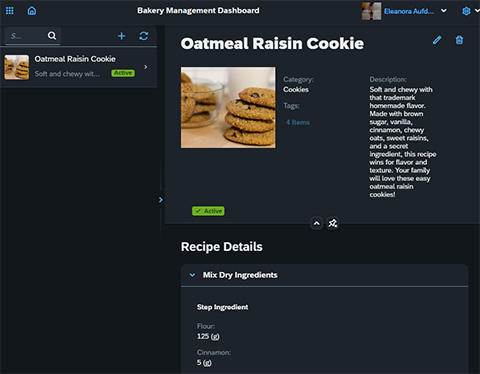 Bakery Management Dashboard
Eleanora Aufd...
S...
Oatmeal Raisin Cookie
Soft and chewy wit...
Active
Oatmeal Raisin Cookie
Category:
Cookies
Tags:
4 Items
Description:
Soft and chewy with
that trademark
homemade flavor.
Made with brown
sugar, vanilla,
cinnamon, chewy
oats, sweet raisins,
and a secret
ingredient, this recipe
wins for flavor and
texture. Your family
will love these easy
oatmeal raisin
cookies!
Active
Recipe Details
Mix Dry Ingredients
Step Ingredient
Flour:
125 (g)
Cinnamon:
5 (g)